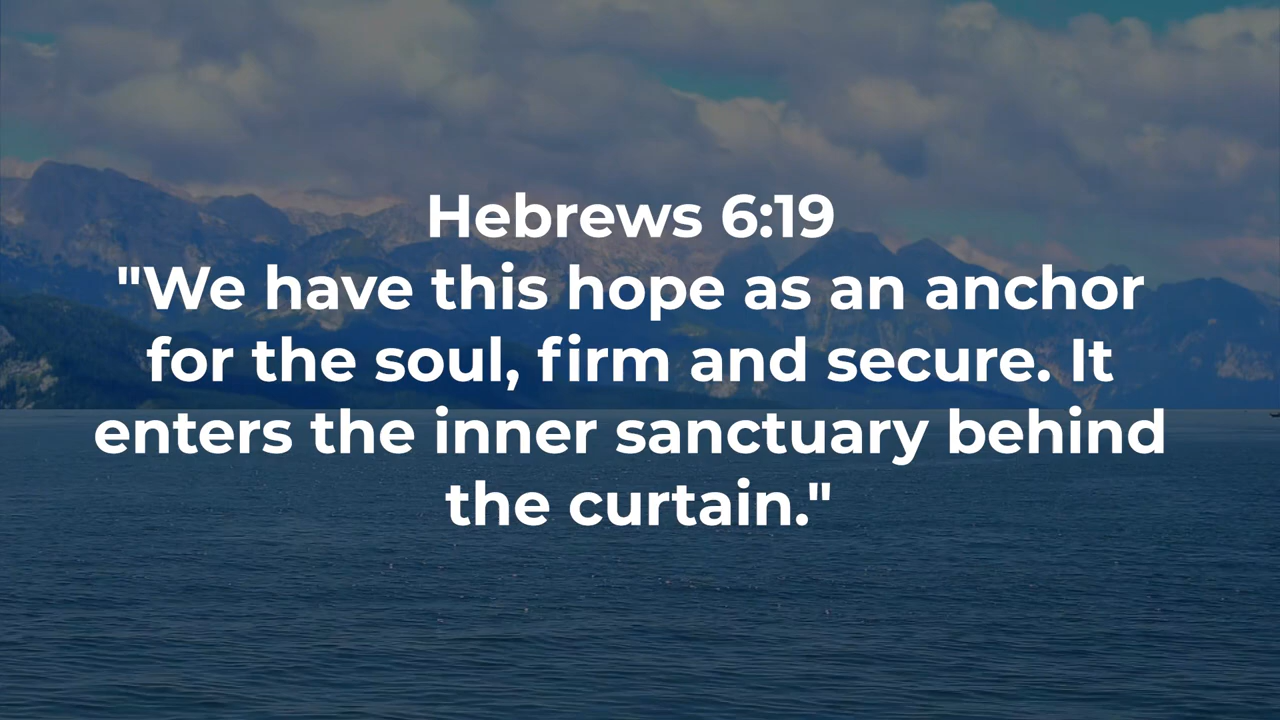 Hebrews 6:19
"We have this hope as an anchor
for the soul, firm and secure. It
enters the inner sanctuary behind
the curtain."